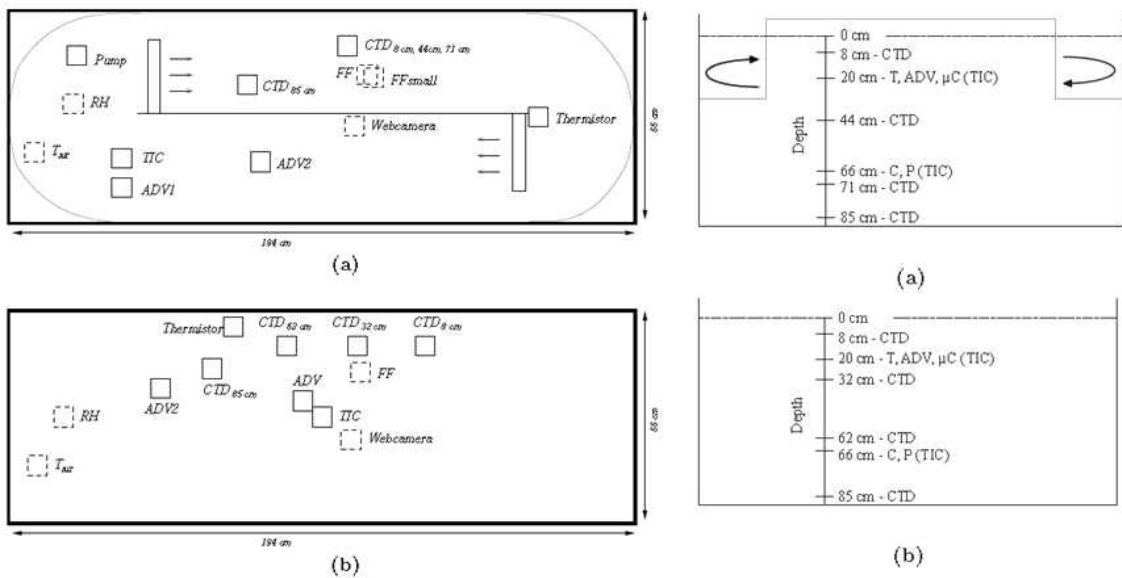 CTD 8 cm, 44cm, 71 cm
Pump
FF
FFsmall
CTD 85 cm
RH
Webcamera
Thermistor
T air
TIC
ADV2
ADV1
66 cm
194 cm
(a)
0 cm
8 cm - CTD
20 cm - T, ADV, μC (TIC)
44 cm - CTD
Depth
66 cm - C, P (TIC)
71 cm - CTD
85 cm - CTD
(a)
Thermistor
CTD 62 cm
CTD 32 cm
CTD 8 cm
FF
CTD 85 cm
ADV
ADV2
RH
TIC
Webcamera
T air
66 cm
194 cm
(b)
0 cm
8 cm - CTD
20 cm - T, ADV, μC (TIC)
32 cm - CTD
Depth
62 cm - CTD
66 cm - C, P (TIC)
85 cm - CTD
(b)